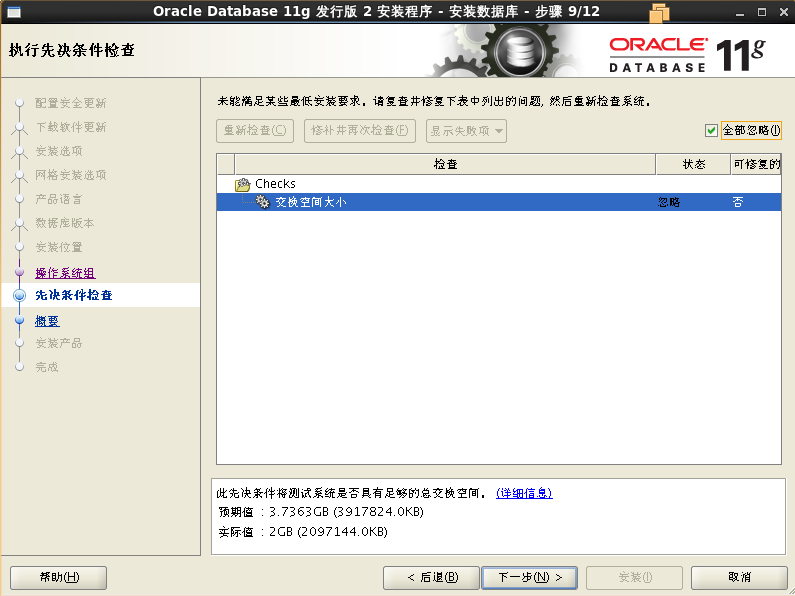 Oracle Database 11g 发行版 2 安装程序 - 安装数据库 - 步骤 9/12
执行先决条件检查
ORACLE
DATABASE
11g
配置安全更新
下载软件更新
安装选项
网格安装选项
产品语言
数据库版本
安装位置
操作系统组
先决条件检查
概要
安装产品
完成
未能满足某些最低安装要求。请复查并修复下表中列出的问题, 然后重新检查系统。
重新检查(C) 修补并再次检查(F) 显示失败项 全部忽略(I)
检查 状态 可修复的
Checks
交换空间大小 忽略 否
此先决条件将测试系统是否具有足够的总交换空间。 (详细信息)
预期值 : 3.7363GB (3917824.0KB)
实际值 : 2GB (2097144.0KB)
帮助(H) < 后退(B) 下一步(N) > 安装(I) 取消